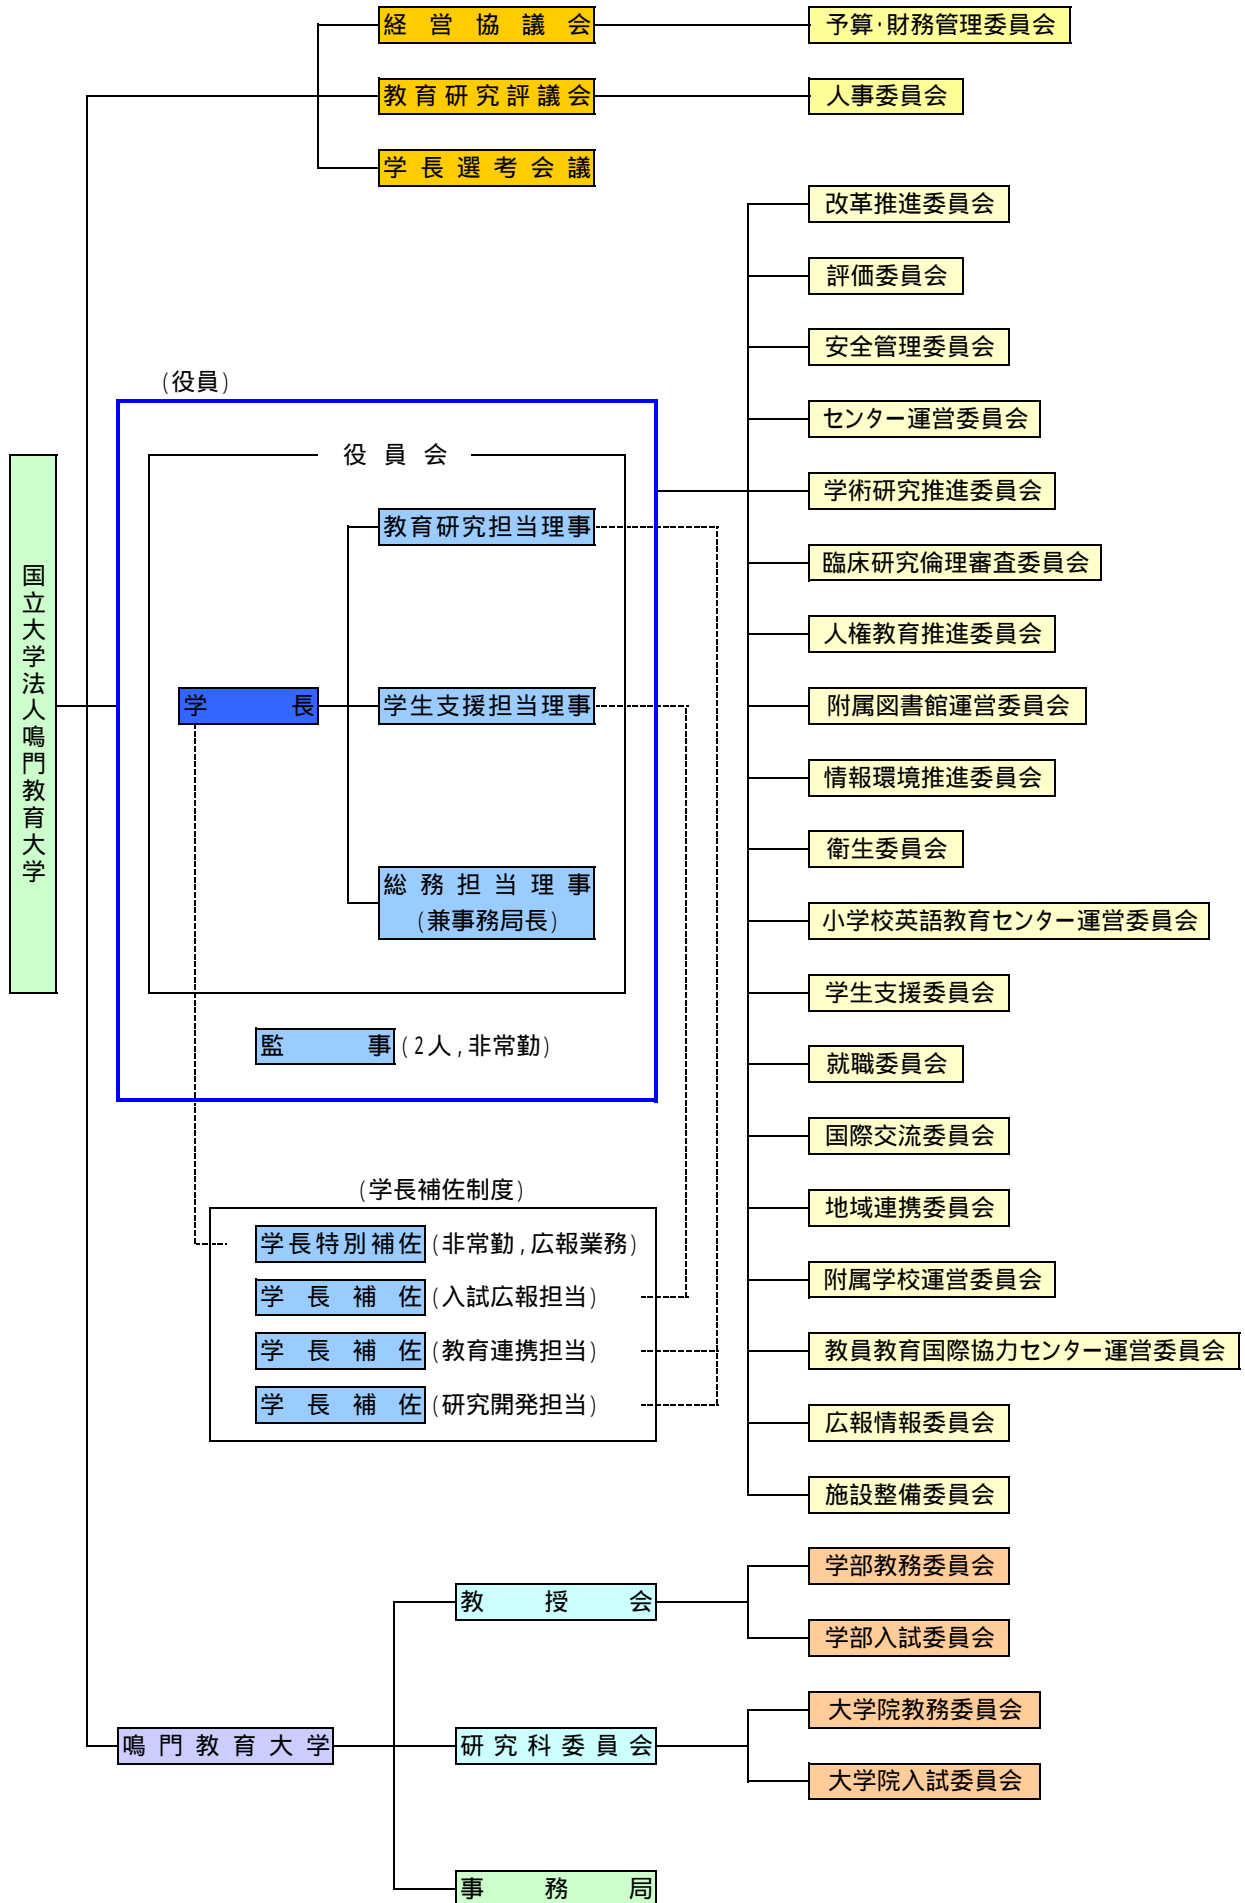 経営協議会
予算・財務管理委員会
教育研究評議会
人事委員会
学長選考会議
改革推進委員会
評価委員会
安全管理委員会
(役員)
センター運営委員会
役員会
学術研究推進委員会
教育研究担当理事
臨床研究倫理審査委員会
国立大学法人鳴門教育大学
人権教育推進委員会
学長
学生支援担当理事
附属図書館運営委員会
情報環境推進委員会
衛生委員会
総務担当理事
(兼事務局長)
小学校英語教育センター運営委員会
学生支援委員会
監事(2人,非常勤)
就職委員会
国際交流委員会
(学長補佐制度)
地域連携委員会
学長特別補佐(非常勤,広報業務)
附属学校運営委員会
学長補佐(入試広報担当)
学長補佐(教育連携担当)
教員教育国際協力センター運営委員会
学長補佐(研究開発担当)
広報情報委員会
施設整備委員会
学部教務委員会
教授会
学部入試委員会
大学院教務委員会
鳴門教育大学
研究科委員会
大学院入試委員会
事務局